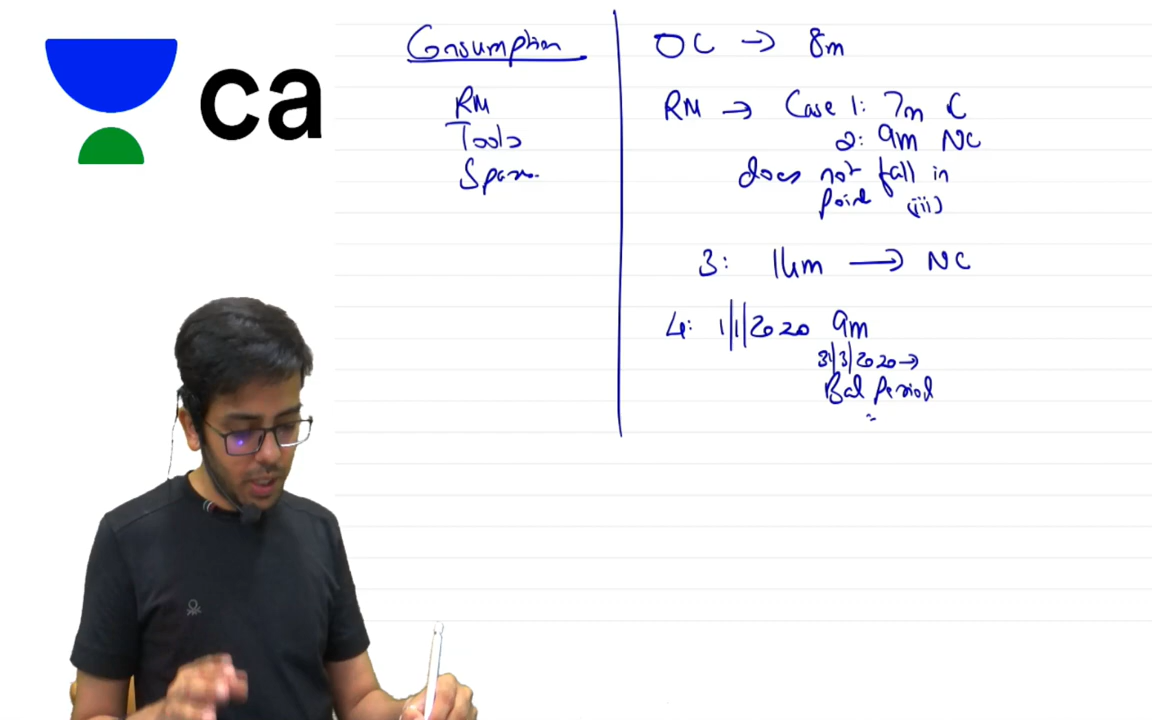 ca
Consumption
RM
Tools
Spare.
OC → 8m
RM → Case 1: 7m C
2: 9m NC
does not fall in
point (iii)
3: 14m → NC
4: 1/1/2020 9m
31/3/2020 →
Bal Period